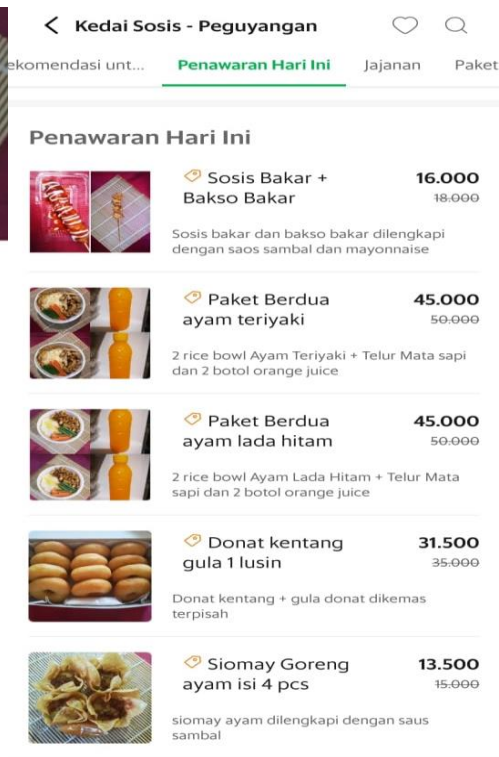 Kedai Sosis - Peguyangan
ekomendasi unt... Penawaran Hari Ini Jajanan Paket
Penawaran Hari Ini
Sosis Bakar + 16.000
Bakso Bakar 18.000
Sosis bakar dan bakso bakar dilengkapi
dengan saos sambal dan mayonnaise
Paket Berdua 45.000
ayam teriyaki 50.000
2 rice bowl Ayam Teriyaki + Telur Mata sapi
dan 2 botol orange juice
Paket Berdua 45.000
ayam lada hitam 50.000
2 rice bowl Ayam Lada Hitam + Telur Mata
sapi dan 2 botol orange juice
Donat kentang 31.500
gula 1 lusin 35.000
Donat kentang + gula donat dikemas
terpisah
Siomay Goreng 13.500
ayam isi 4 pcs 15.000
siomay ayam dilengkapi dengan saus
sambal